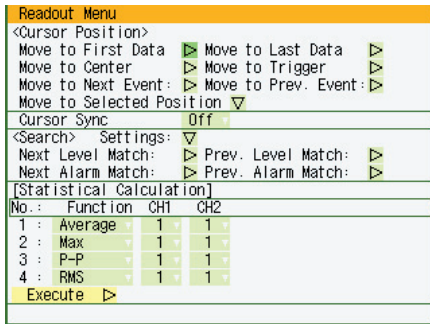 Readout Menu
<Cursor Position>
Move to First Data ▷ Move to Last Data ▷
Move to Center ▷ Move to Trigger ▷
Move to Next Event: ▷ Move to Prev. Event: ▷
Move to Selected Position ▽
Cursor Sync Off
<Search> Settings: ▽
Next Level Match: ▷ Prev. Level Match: ▷
Next Alarm Match: ▷ Prev. Alarm Match: ▷
[Statistical Calculation]
No.: Function CH1 CH2
1 : Average 1 1
2 : Max 1 1
3 : P-P 1 1
4 : RMS 1 1
Execute ▷